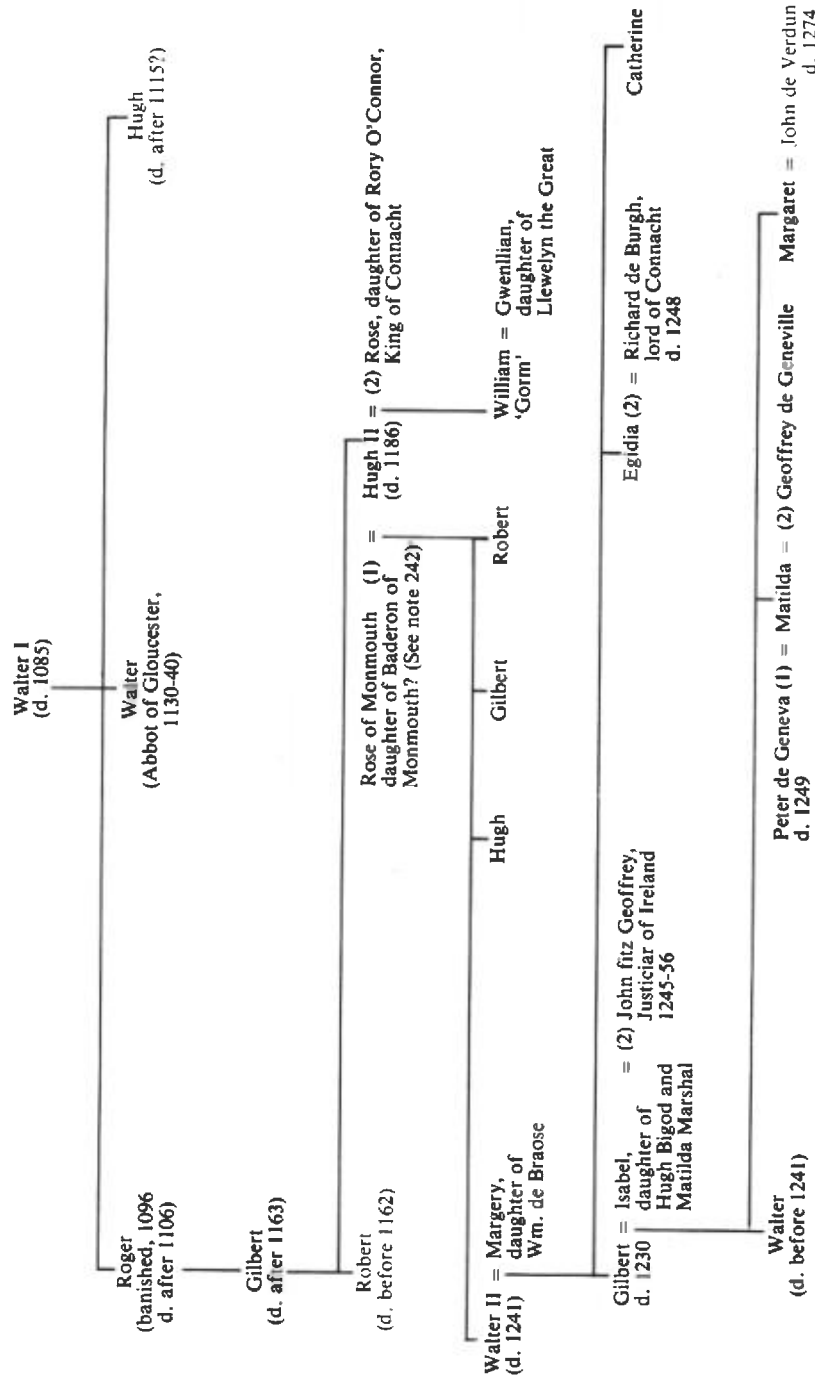 Walter I
(d. 1085)
Roger
(banished, 1096
d. after 1106)
Walter
(Abbot of Gloucester,
1130-40)
Hugh
(d. after 1115?)
Gilbert
(d. after 1163)
Robert
(d. before 1162)
Rose of Monmouth (1) =
daughter of Baderon of
Monmouth? (See note 242)
Hugh II = (2) Rose, daughter of Rory O'Connor,
(d. 1186) King of Connacht
Walter II = Margery,
(d. 1241) daughter of
Wm. de Braose
Hugh
Gilbert
Robert
William = Gwenllian,
'Gorm' daughter of
Llewelyn the Great
Gilbert = Isabel, = (2) John fitz Geoffrey,
d. 1230 daughter of Justiciar of Ireland
Hugh Bigod and 1245-56
Matilda Marshal
Egidia (2) = Richard de Burgh,
lord of Connacht
d. 1248
Catherine
Walter
(d. before 1241)
Peter de Geneva (1) = Matilda = (2) Geoffrey de Geneville
d. 1249
Margaret = John de Verdun
d. 1274